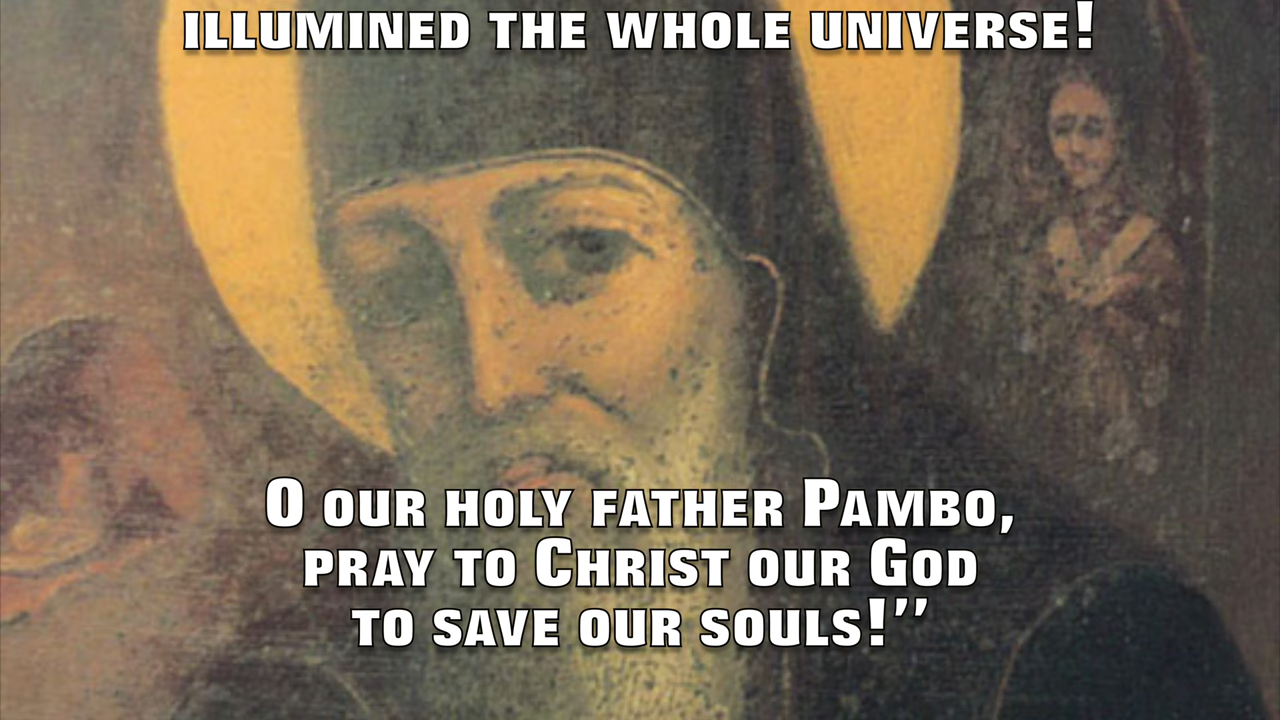 ILLUMINED THE WHOLE UNIVERSE!
O OUR HOLY FATHER PAMBO,
PRAY TO CHRIST OUR GOD
TO SAVE OUR SOULS!”